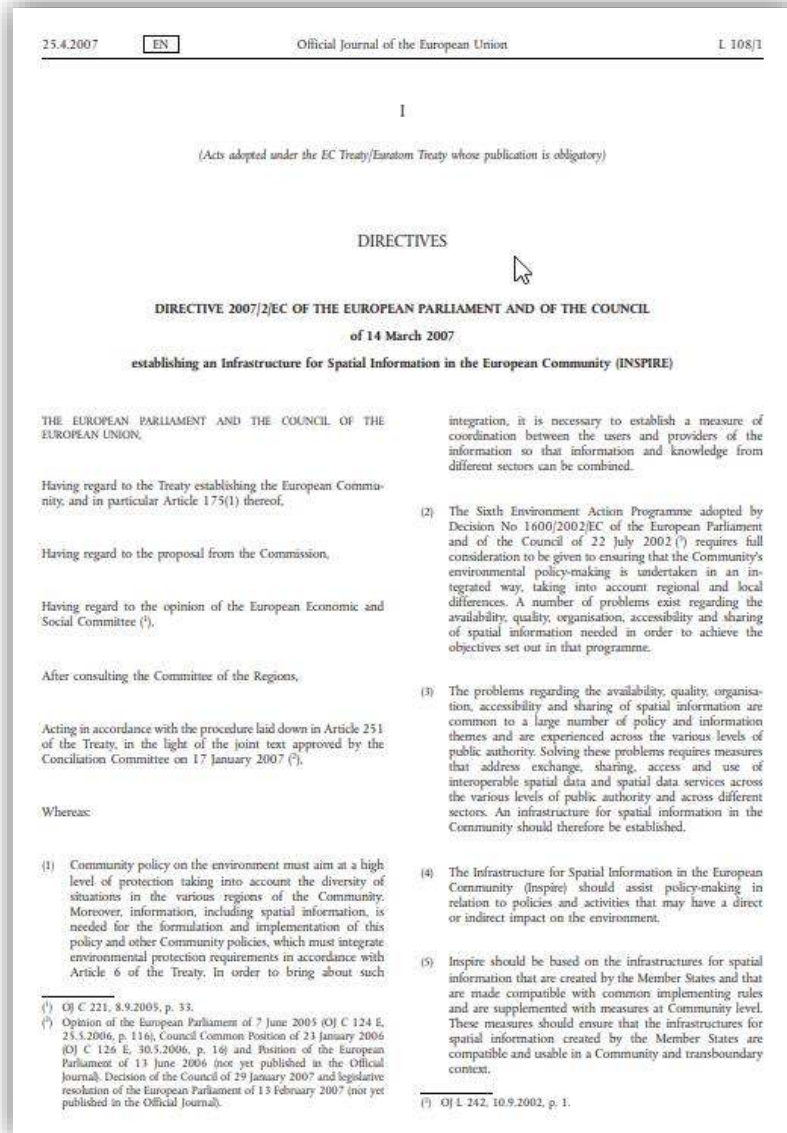 25.4.2007 EN Official Journal of the European Union L 108/1
I
(Acts adopted under the EC Treaty/Euratom Treaty whose publication is obligatory)
DIRECTIVES
DIRECTIVE 2007/2/EC OF THE EUROPEAN PARLIAMENT AND OF THE COUNCIL
of 14 March 2007
establishing an Infrastructure for Spatial Information in the European Community (INSPIRE)
THE EUROPEAN PARLIAMENT AND THE COUNCIL OF THE
EUROPEAN UNION,
Having regard to the Treaty establishing the European Commu-
nity, and in particular Article 175(1) thereof,
Having regard to the proposal from the Commission,
Having regard to the opinion of the European Economic and
Social Committee (¹),
After consulting the Committee of the Regions,
Acting in accordance with the procedure laid down in Article 251
of the Treaty, in the light of the joint text approved by the
Conciliation Committee on 17 January 2007 (²),
Whereas:
(1) Community policy on the environment must aim at a high
level of protection taking into account the diversity of
situations in the various regions of the Community.
Moreover, information, including spatial information, is
needed for the formulation and implementation of this
policy and other Community policies, which must integrate
environmental protection requirements in accordance with
Article 6 of the Treaty. In order to bring about such
(¹) OJ C 221, 8.9.2005, p. 33.
(²) Opinion of the European Parliament of 7 June 2005 (OJ C 124 E,
25.5.2006, p. 116), Council Common Position of 23 January 2006
(OJ C 126 E, 30.5.2006, p. 16) and Position of the European
Parliament of 13 June 2006 (not yet published in the Official
Journal). Decision of the Council of 29 January 2007 and legislative
resolution of the European Parliament of 13 February 2007 (not yet
published in the Official Journal).
integration, it is necessary to establish a measure of
coordination between the users and providers of the
information so that information and knowledge from
different sectors can be combined.
(2) The Sixth Environment Action Programme adopted by
Decision No 1600/2002/EC of the European Parliament
and of the Council of 22 July 2002 (³) requires full
consideration to be given to ensuring that the Community's
environmental policy-making is undertaken in an in-
tegrated way, taking into account regional and local
differences. A number of problems exist regarding the
availability, quality, organisation, accessibility and sharing
of spatial information needed in order to achieve the
objectives set out in that programme.
(3) The problems regarding the availability, quality, organisa-
tion, accessibility and sharing of spatial information are
common to a large number of policy and information
themes and are experienced across the various levels of
public authority. Solving these problems requires measures
that address exchange, sharing, access and use of
interoperable spatial data and spatial data services across
the various levels of public authority and across different
sectors. An infrastructure for spatial information in the
Community should therefore be established.
(4) The Infrastructure for Spatial Information in the European
Community (Inspire) should assist policy-making in
relation to policies and activities that may have a direct
or indirect impact on the environment.
(5) Inspire should be based on the infrastructures for spatial
information that are created by the Member States and that
are made compatible with common implementing rules
and are supplemented with measures at Community level.
These measures should ensure that the infrastructures for
spatial information created by the Member States are
compatible and usable in a Community and transboundary
context.
(³) OJ L 242, 10.9.2002, p. 1.